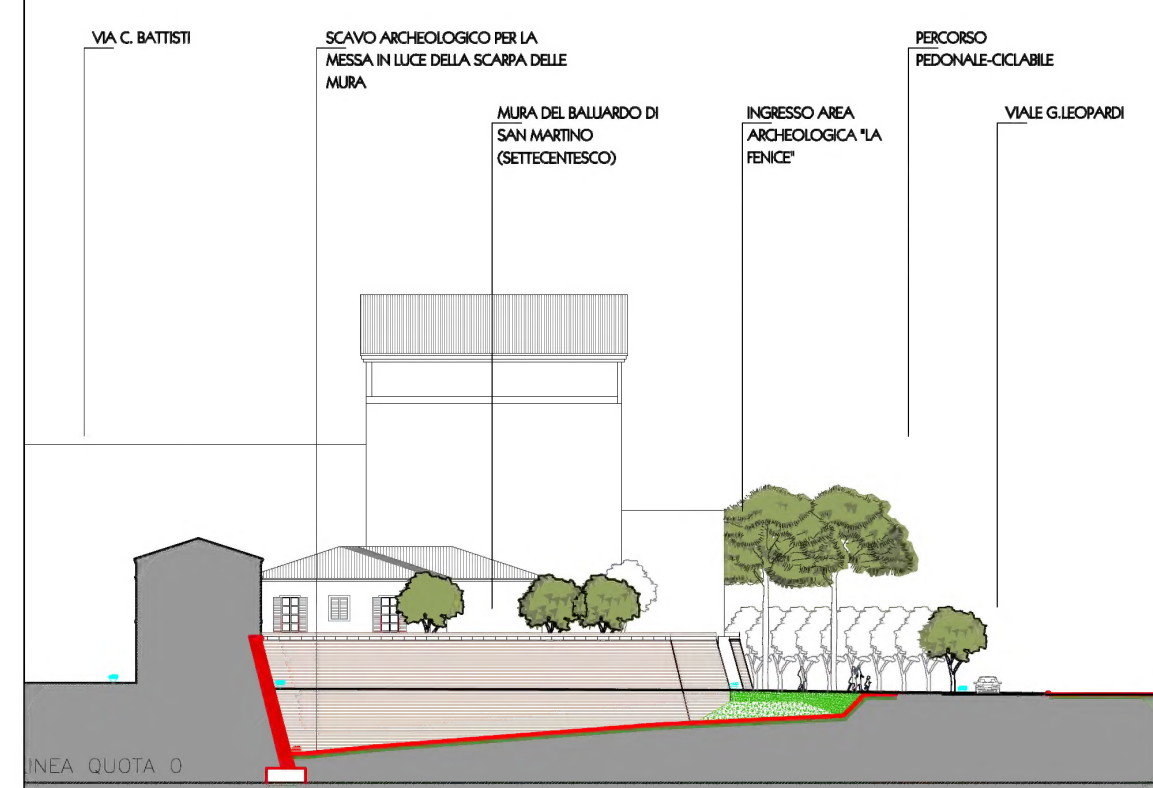 VIA C. BATTISTI
SCAVO ARCHEOLOGICO PER LA
MESSA IN LUCE DELLA SCARPA DELLE
MURA
MURA DEL BALUARDO DI
SAN MARTINO
(SETTECENTESCO)
INGRESSO AREA
ARCHEOLOGICA "LA
FENICE"
PERCORSO
PEDONALE-CICLABILE
VIALE G.LEOPARDI
INEA QUOTA 0